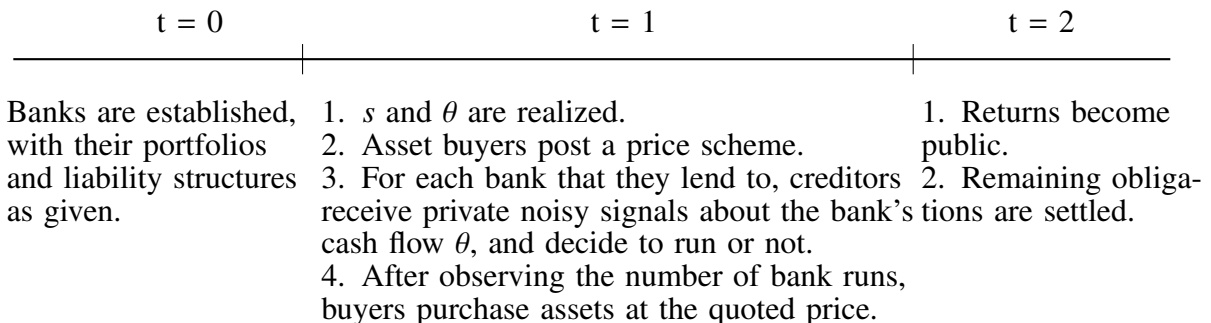 t = 0
t = 1
t = 2
Banks are established,
with their portfolios
and liability structures
as given.
1. s and θ are realized.
2. Asset buyers post a price scheme.
3. For each bank that they lend to, creditors
receive private noisy signals about the bank's
cash flow θ, and decide to run or not.
4. After observing the number of bank runs,
buyers purchase assets at the quoted price.
1. Returns become
public.
2. Remaining obliga-
tions are settled.